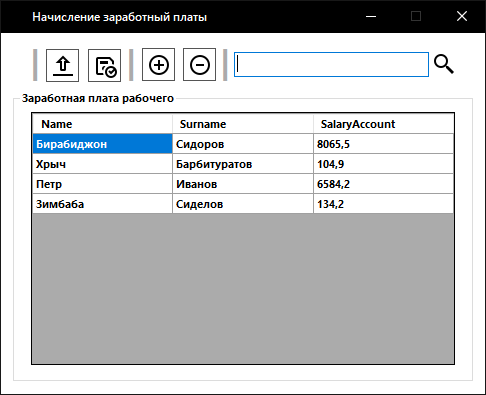 Начисление заработный платы
Заработная плата рабочего
Name Surname SalaryAccount
Бирабиджон Сидоров 8065,5
Хрыч Барбитуратов 104,9
Петр Иванов 6584,2
Зимбаба Сиделов 134,2